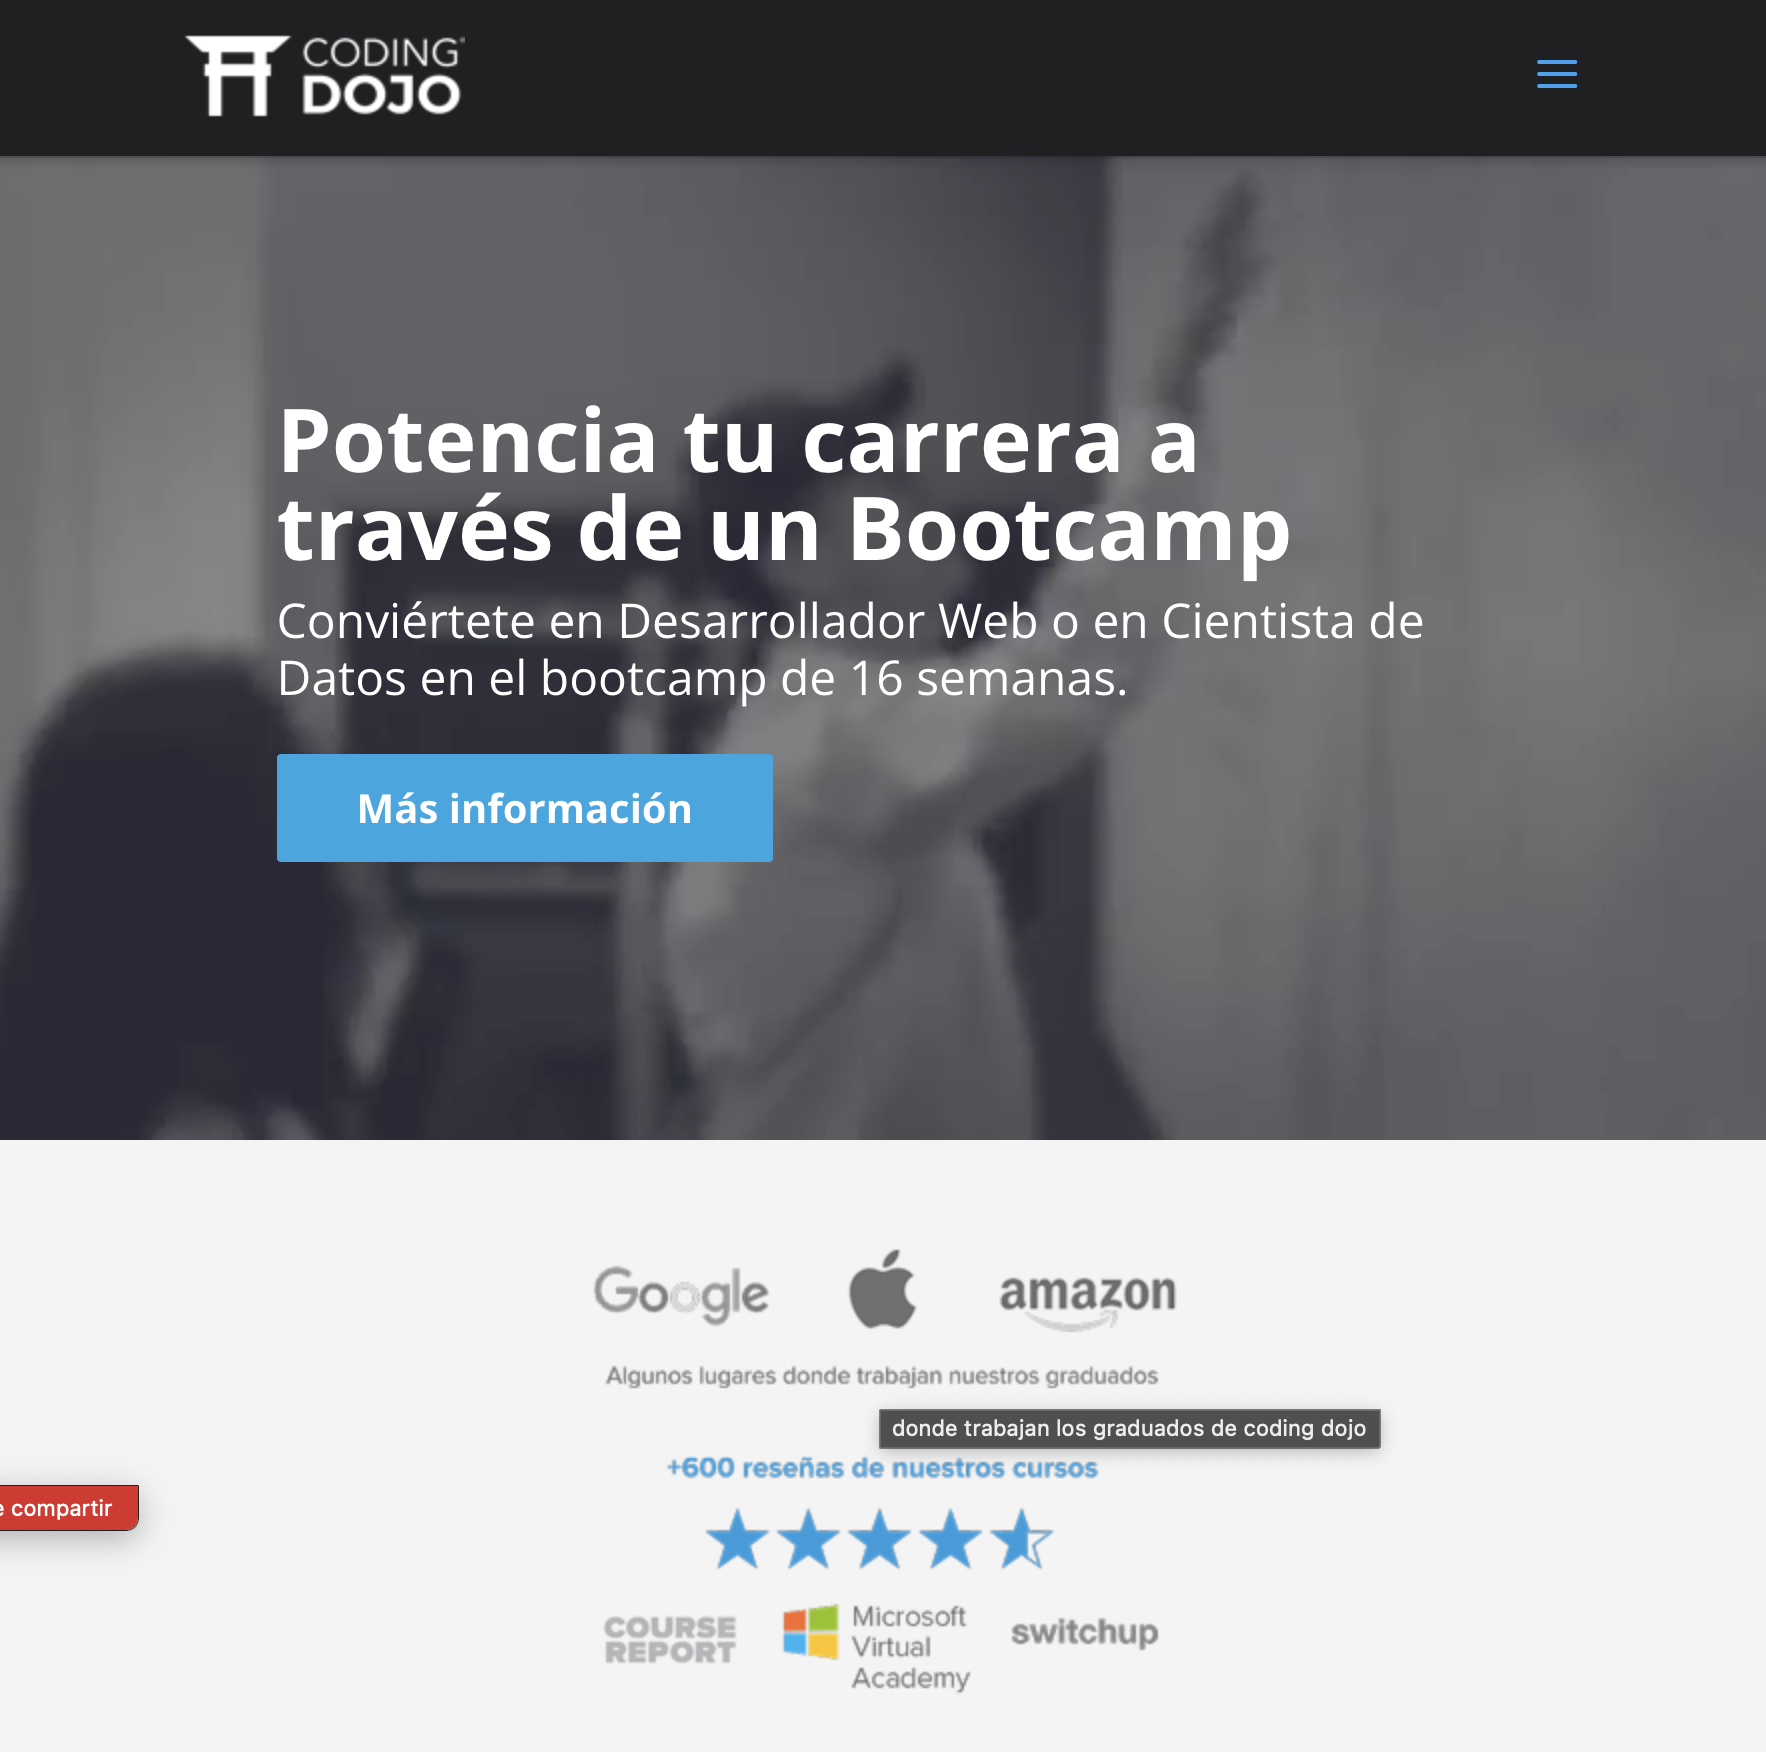 CODING
DOJO
Potencia tu carrera a
través de un Bootcamp
Conviértete en Desarrollador Web o en Cientista de
Datos en el bootcamp de 16 semanas.
Más información
Google
amazon
Algunos lugares donde trabajan nuestros graduados
donde trabajan los graduados de coding dojo
+600 reseñas de nuestros cursos
e compartir
COURSE
REPORT
Microsoft
Virtual
Academy
switchup